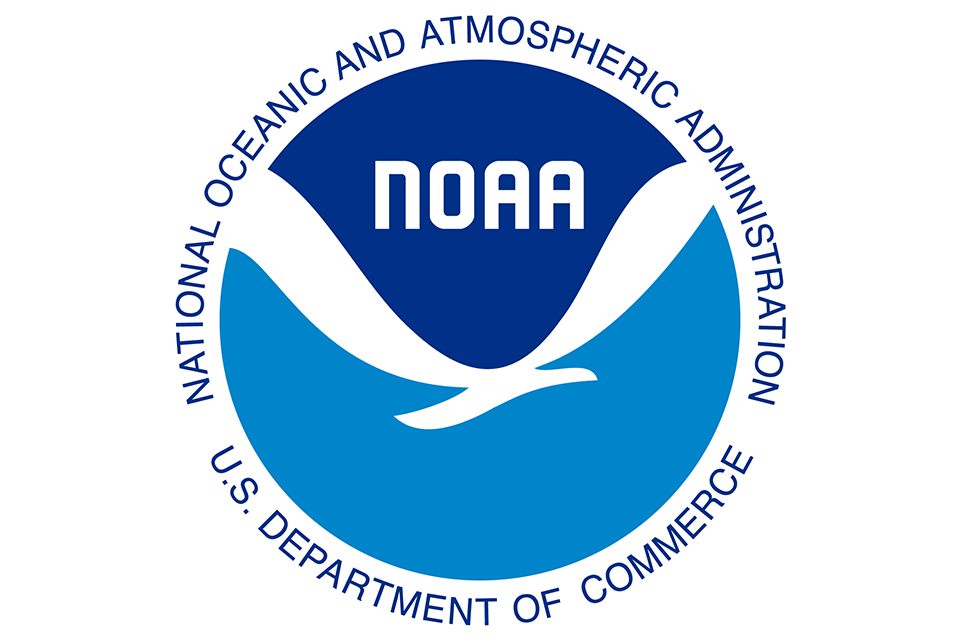 NATIONAL OCEANIC AND ATMOSPHERIC ADMINISTRATION
NOAA
U.S. DEPARTMENT OF COMMERCE